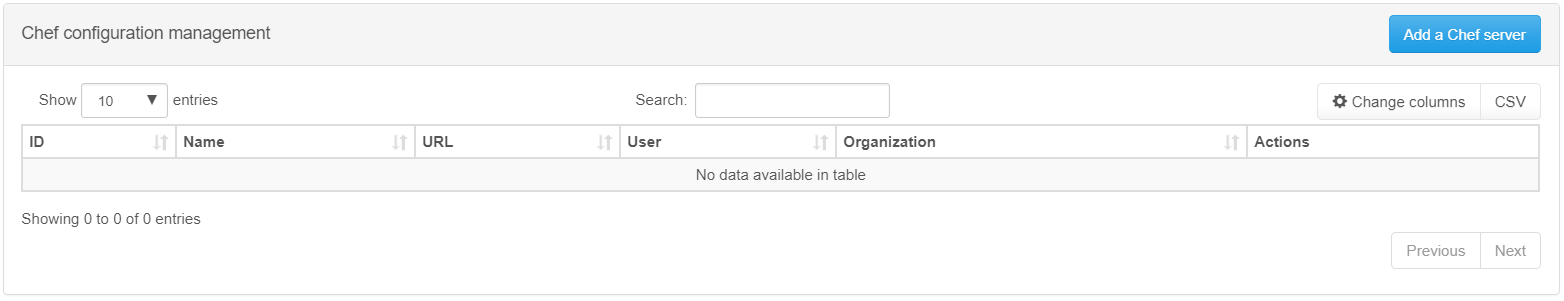 Chef configuration management
Add a Chef server
Show 10 entries
Search:
Change columns CSV
ID Name URL User Organization Actions
No data available in table
Showing 0 to 0 of 0 entries
Previous Next